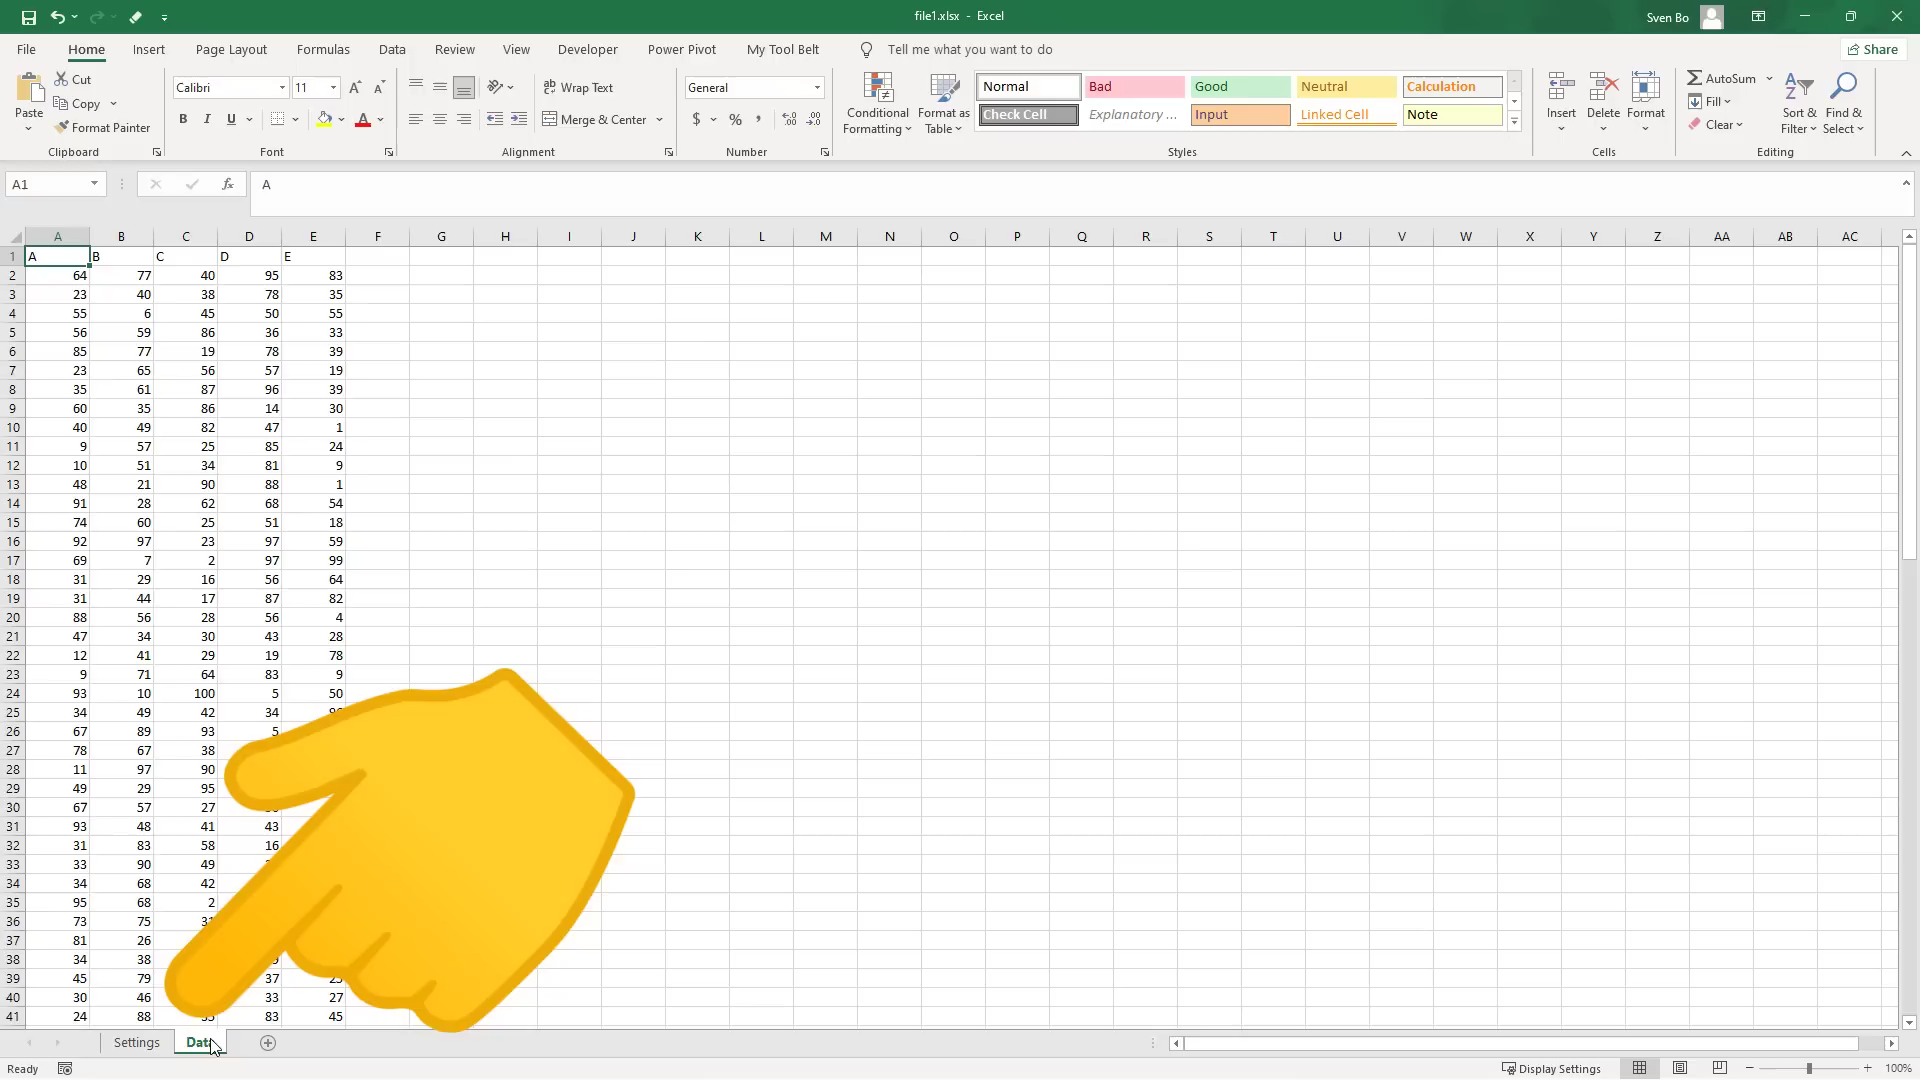 file1.xlsx - Excel
Sven Bo
File Home Insert Page Layout Formulas Data Review View Developer Power Pivot My Tool Belt Tell me what you want to do Share
Paste Cut Copy Format Painter Clipboard
Calibri 11 B I U Font
Wrap Text Merge & Center Alignment
General $ % , Number
Conditional Formatting Format as Table
Normal Bad Good Neutral Calculation
Check Cell Explanatory ... Input Linked Cell Note
Styles
Insert Delete Format Cells
AutoSum Fill Clear Sort & Filter Find & Select Editing
A1 fx A
A B C D E F G H I J K L M N O P Q R S T U V W X Y Z AA AB AC
1 A B C D E
2 64 77 40 95 83
3 23 40 38 78 35
4 55 6 45 50 55
5 56 59 86 36 33
6 85 77 19 78 39
7 23 65 56 57 19
8 35 61 87 96 39
9 60 35 86 14 30
10 40 49 82 47 1
11 9 57 25 85 24
12 10 51 34 81 9
13 48 21 90 88 1
14 91 28 62 68 54
15 74 60 25 51 18
16 92 97 23 97 59
17 69 7 2 97 99
18 31 29 16 56 64
19 31 44 17 87 82
20 88 56 28 56 4
21 47 34 30 43 28
22 12 41 29 19 78
23 9 71 64 83 9
24 93 10 100 5 50
25 34 49 42 34
26 67 89 93 5
27 78 67 38
28 11 97 90
29 49 29 95
30 67 57 27
31 93 48 41 43
32 31 83 58 16
33 33 90 49
34 34 68 42
35 95 68 2
36 73 75
37 81 26
38 34 38
39 45 79 37
40 30 46 33 27
41 24 88 83 45
Settings Data
Ready Display Settings 100%